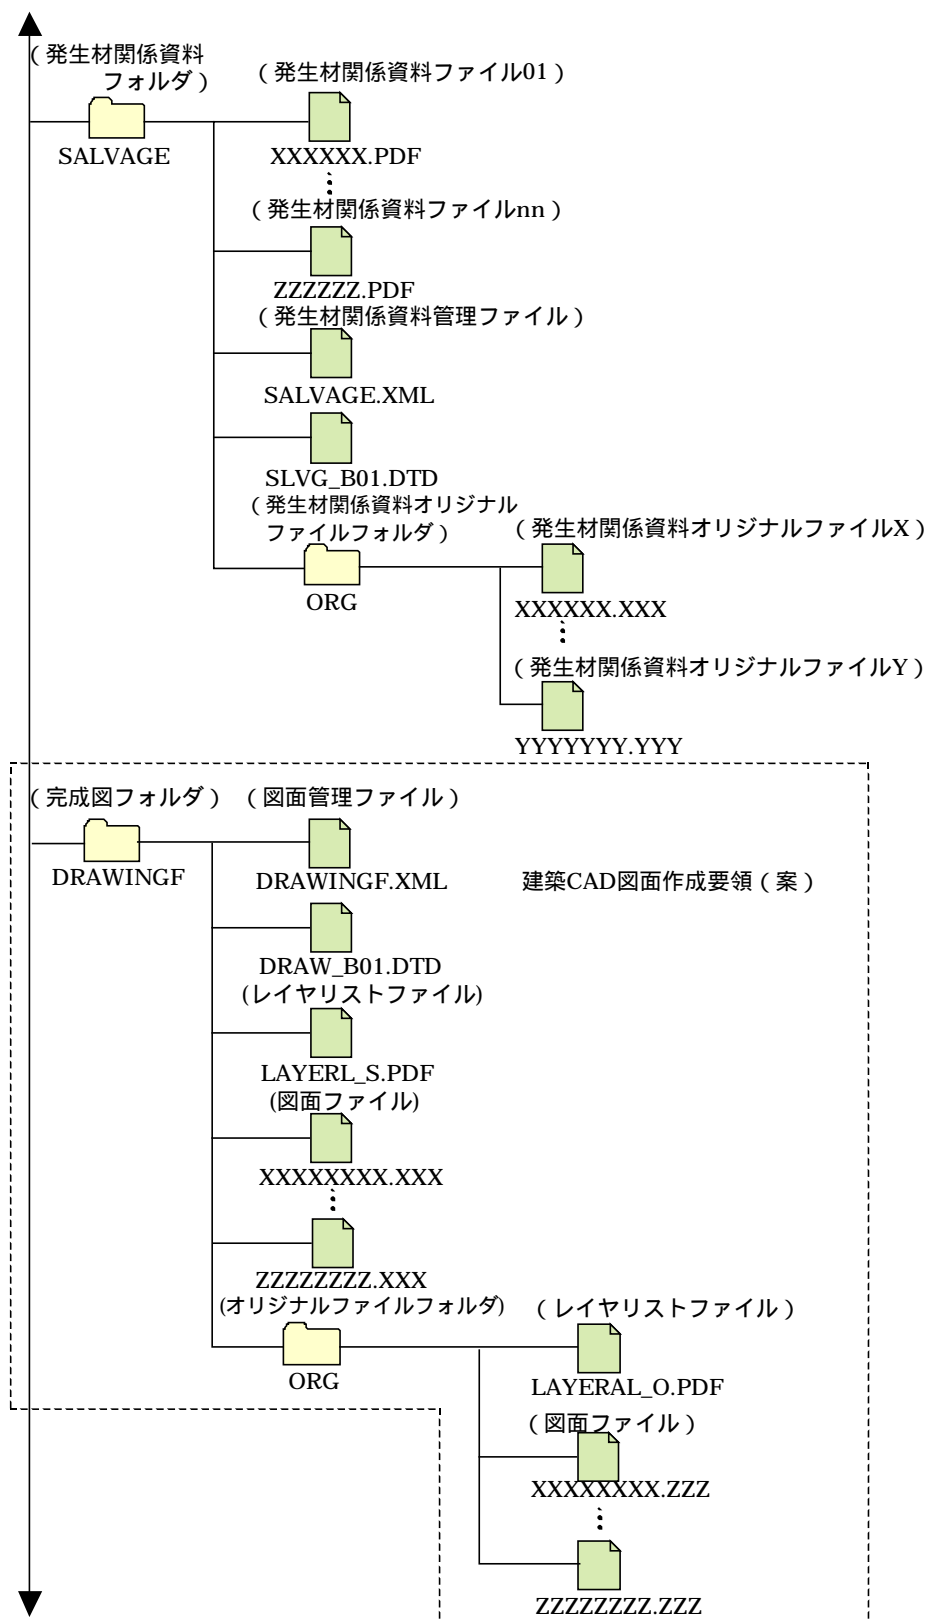 （発生材関係資料
フォルダ）
（発生材関係資料ファイル01）
SALVAGE
XXXXXX.PDF
（発生材関係資料ファイルnn）
ZZZZZZ.PDF
（発生材関係資料管理ファイル）
SALVAGE.XML
SLVG_B01.DTD
（発生材関係資料オリジナル
ファイルフォルダ）
（発生材関係資料オリジナルファイルX）
ORG
XXXXXX.XXX
（発生材関係資料オリジナルファイルY）
YYYYYYY.YYY
（完成図フォルダ）
（図面管理ファイル）
DRAWINGF
DRAWINGF.XML
建築CAD図面作成要領（案）
DRAW_B01.DTD
(レイヤリストファイル)
LAYERL_S.PDF
(図面ファイル)
XXXXXXXX.XXX
ZZZZZZZZ.XXX
(オリジナルファイルフォルダ)
（レイヤリストファイル）
ORG
LAYERAL_O.PDF
（図面ファイル）
XXXXXXXX.ZZZ
ZZZZZZZZ.ZZZ